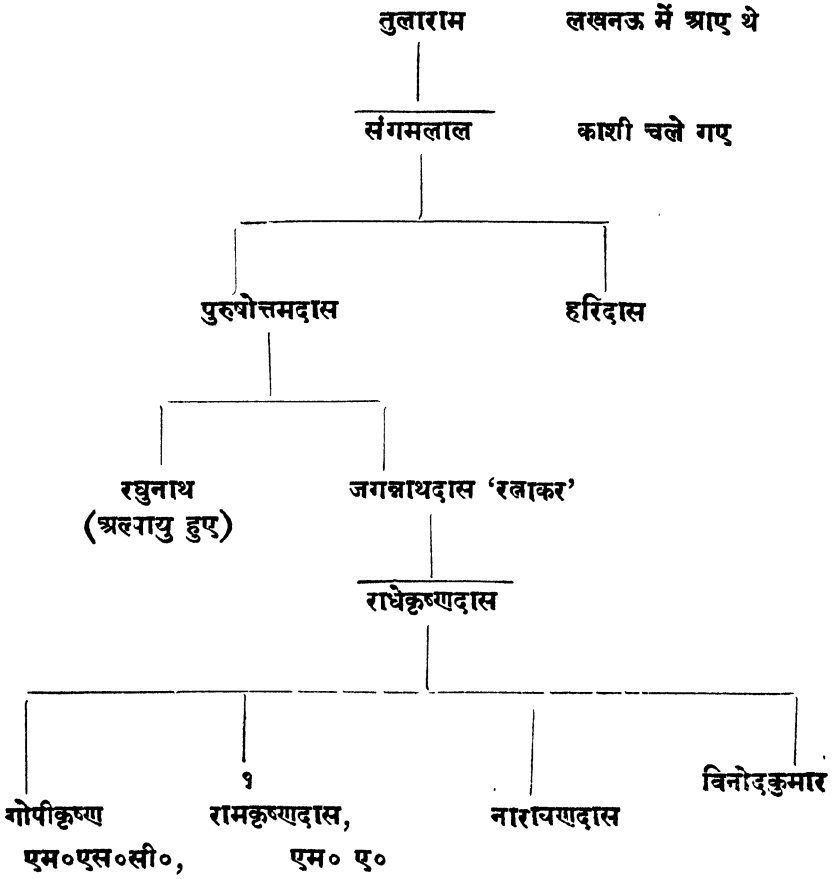 तुलाराम लखनऊ में आए थे
संगमलाल काशी चले गए
पुरुषोत्तमदास हरिदास
रघुनाथ जगन्नाथदास ‘रत्नाकर’
(अल्पायु हुए)
राधेकृष्णदास
१ विनोदकुमार
गोपीकृष्ण रामकृष्णदास, नारायणदास
एम०एस०सी०, एम० ए०